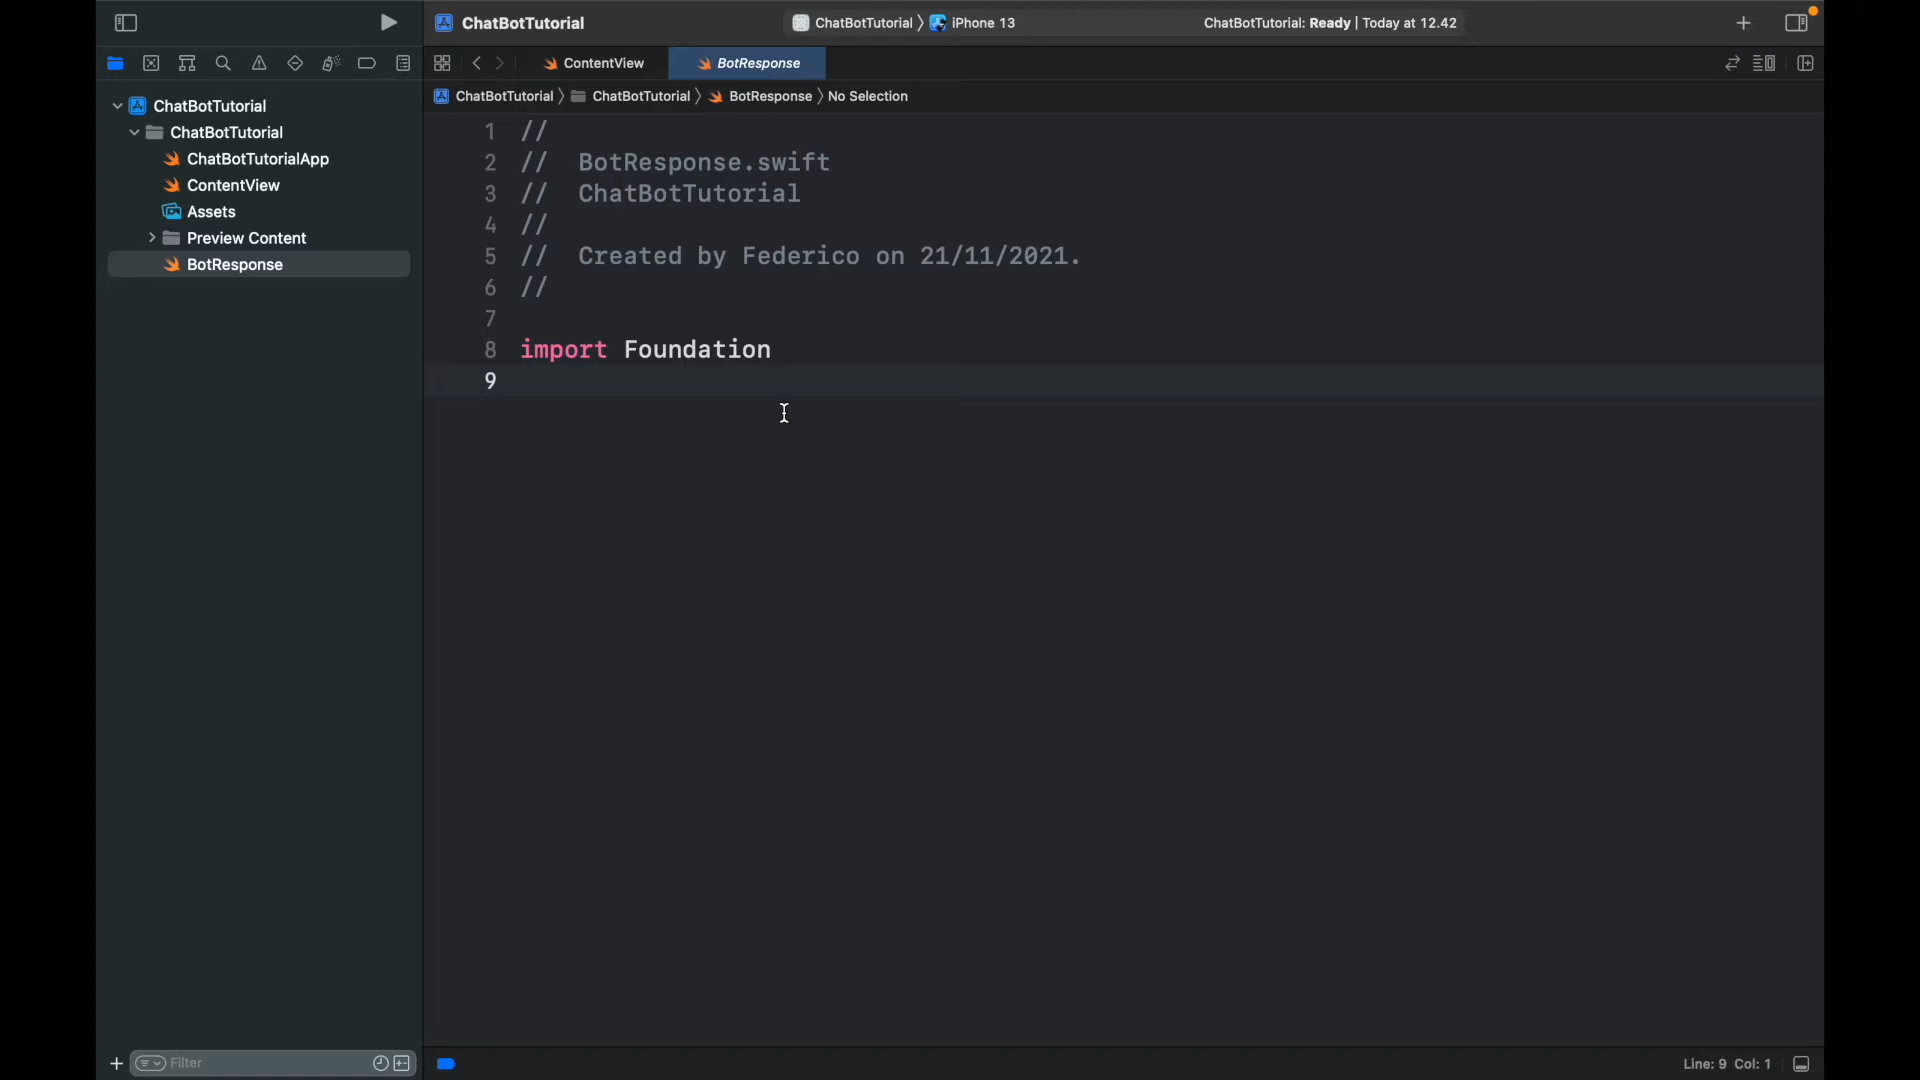 ChatBotTutorial
ChatBotTutorial 〉 iPhone 13
ChatBotTutorial: Ready | Today at 12.42
ContentView
BotResponse
ChatBotTutorial 〉 ChatBotTutorial 〉 BotResponse 〉 No Selection
ChatBotTutorial
ChatBotTutorial
ChatBotTutorialApp
ContentView
Assets
Preview Content
BotResponse
1 //
2 //  BotResponse.swift
3 //  ChatBotTutorial
4 //
5 //  Created by Federico on 21/11/2021.
6 //
7
8 import Foundation
9
Filter
Line: 9 Col: 1